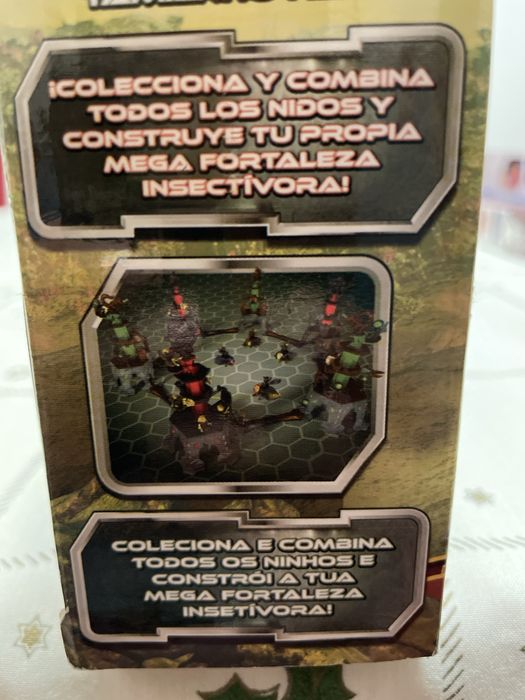 ¡COLECCIONA Y COMBINA
TODOS LOS NIDOS Y
CONSTRUYE TU PROPIA
MEGA FORTALEZA
INSECTÍVORA!
COLECIONA E COMBINA
TODOS OS NINHOS E
CONSTRÓI A TUA
MEGA FORTALEZA
INSETÍVORA!